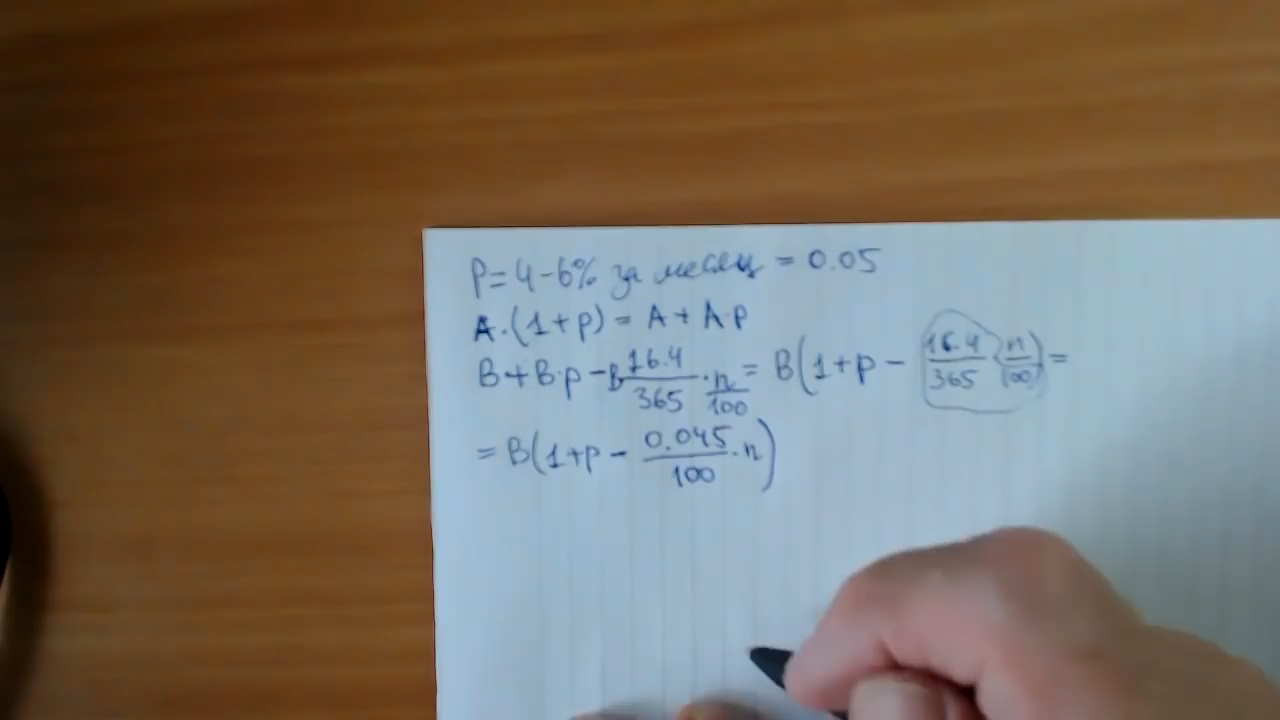 P=4-6% за месяц = 0.05
A·(1+p) = A + A·p
B+B·p-B 16.4/365 · n/100 = B(1+p - 16.4/365 · n/100) =
= B(1+p - 0.045/100 · n)